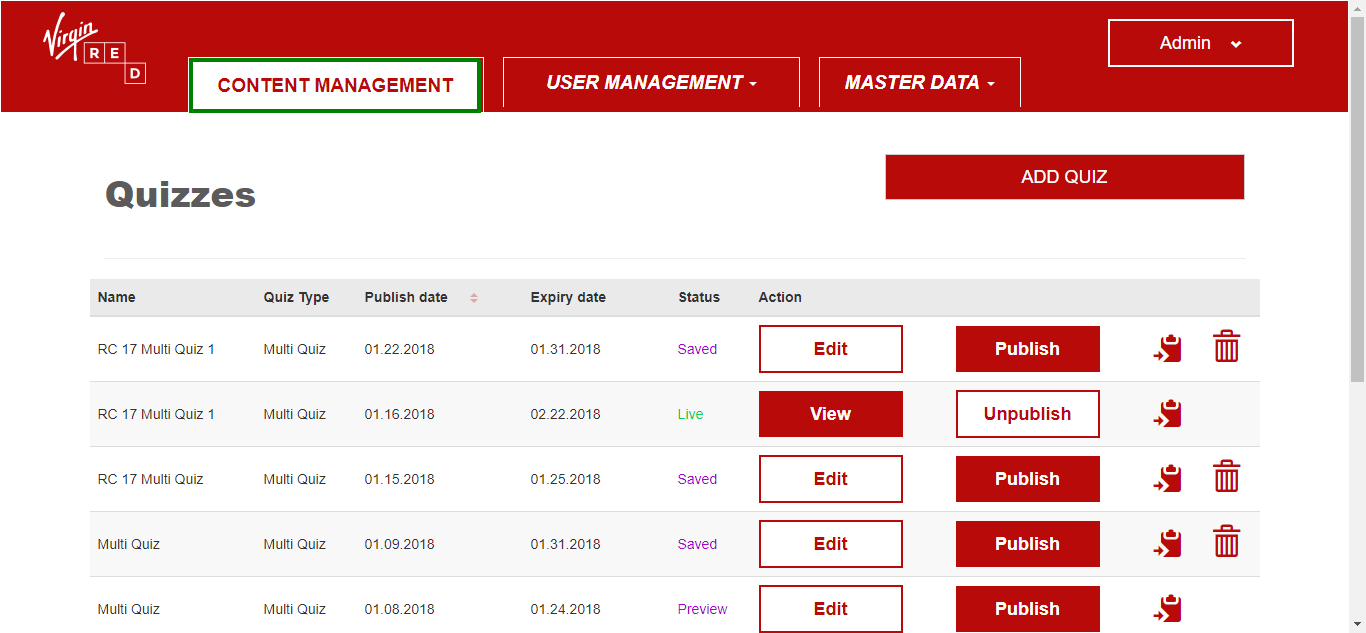 Virgin
RED
Admin
CONTENT MANAGEMENT
USER MANAGEMENT
MASTER DATA
Quizzes
ADD QUIZ
Name Quiz Type Publish date Expiry date Status Action
RC 17 Multi Quiz 1 Multi Quiz 01.22.2018 01.31.2018 Saved Edit Publish
RC 17 Multi Quiz 1 Multi Quiz 01.16.2018 02.22.2018 Live View Unpublish
RC 17 Multi Quiz Multi Quiz 01.15.2018 01.25.2018 Saved Edit Publish
Multi Quiz Multi Quiz 01.09.2018 01.31.2018 Saved Edit Publish
Multi Quiz Multi Quiz 01.08.2018 01.24.2018 Preview Edit Publish